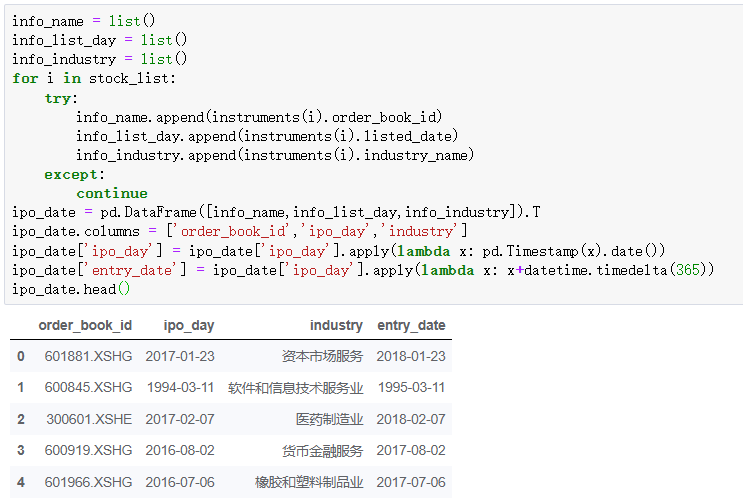 info_name = list()
info_list_day = list()
info_industry = list()
for i in stock_list:
    try:
        info_name.append(instruments(i).order_book_id)
        info_list_day.append(instruments(i).listed_date)
        info_industry.append(instruments(i).industry_name)
    except:
        continue
ipo_date = pd.DataFrame([info_name,info_list_day,info_industry]).T
ipo_date.columns = ['order_book_id','ipo_day','industry']
ipo_date['ipo_day'] = ipo_date['ipo_day'].apply(lambda x: pd.Timestamp(x).date())
ipo_date['entry_date'] = ipo_date['ipo_day'].apply(lambda x: x+datetime.timedelta(365))
ipo_date.head()
order_book_id ipo_day industry entry_date
0 601881.XSHG 2017-01-23 资本市场服务 2018-01-23
1 600845.XSHG 1994-03-11 软件和信息技术服务业 1995-03-11
2 300601.XSHE 2017-02-07 医药制造业 2018-02-07
3 600919.XSHG 2016-08-02 货币金融服务 2017-08-02
4 601966.XSHG 2016-07-06 橡胶和塑料制品业 2017-07-06